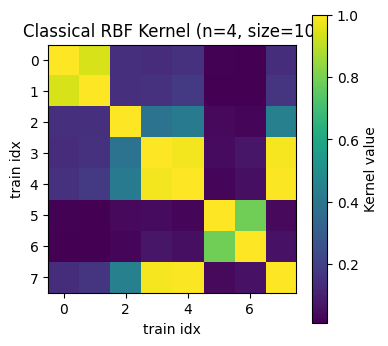 Classical RBF Kernel (n=4, size=10
0
1
2
3
4
5
6
7
0 2 4 6
train idx
train idx
1.0
0.8
0.6
0.4
0.2
Kernel value